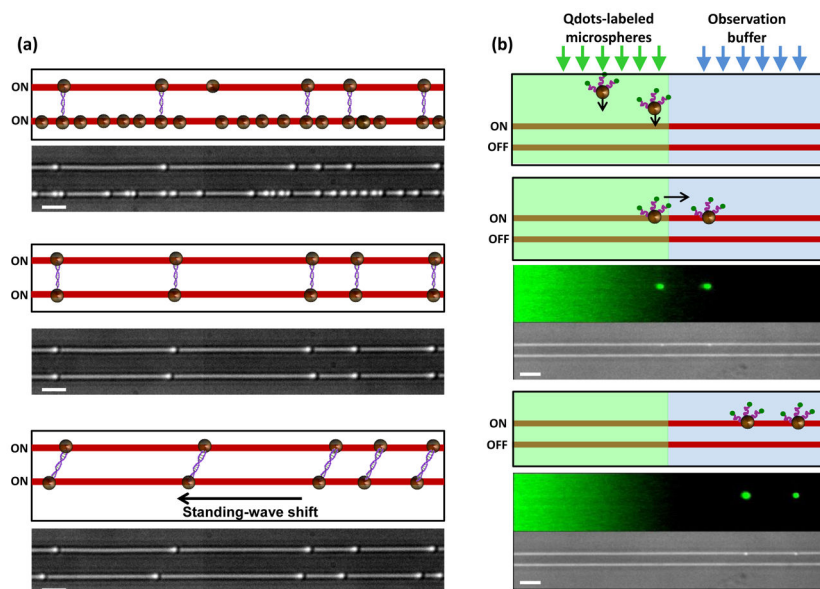 (a)
ON
ON
ON
ON
ON
ON
Standing-wave shift
(b)
Qdots-labeled
microspheres
Observation
buffer
ON
OFF
ON
OFF
ON
OFF